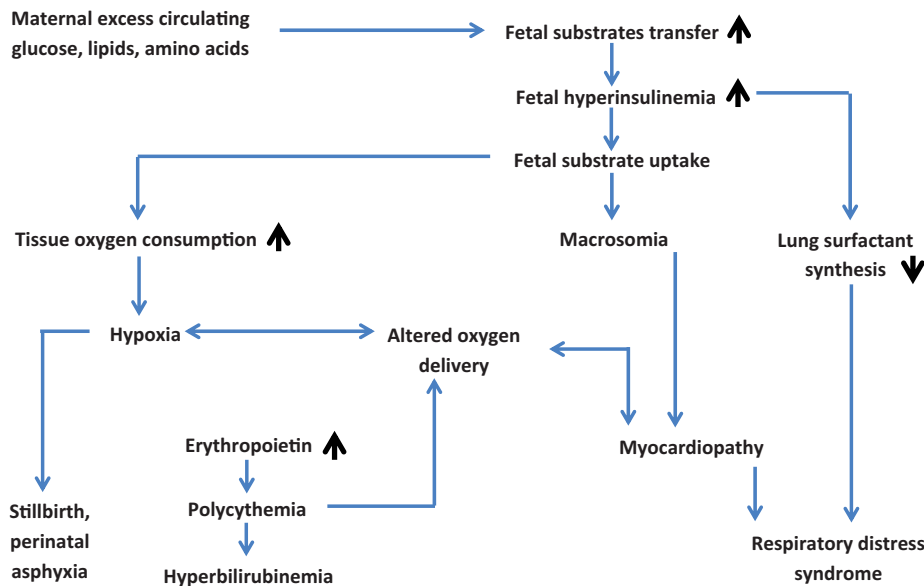 Maternal excess circulating
glucose, lipids, amino acids
Fetal substrates transfer
Fetal hyperinsulinemia
Fetal substrate uptake
Tissue oxygen consumption
Macrosomia
Lung surfactant
synthesis
Hypoxia
Altered oxygen
delivery
Erythropoietin
Myocardiopathy
Stillbirth,
perinatal
asphyxia
Polycythemia
Hyperbilirubinemia
Respiratory distress
syndrome